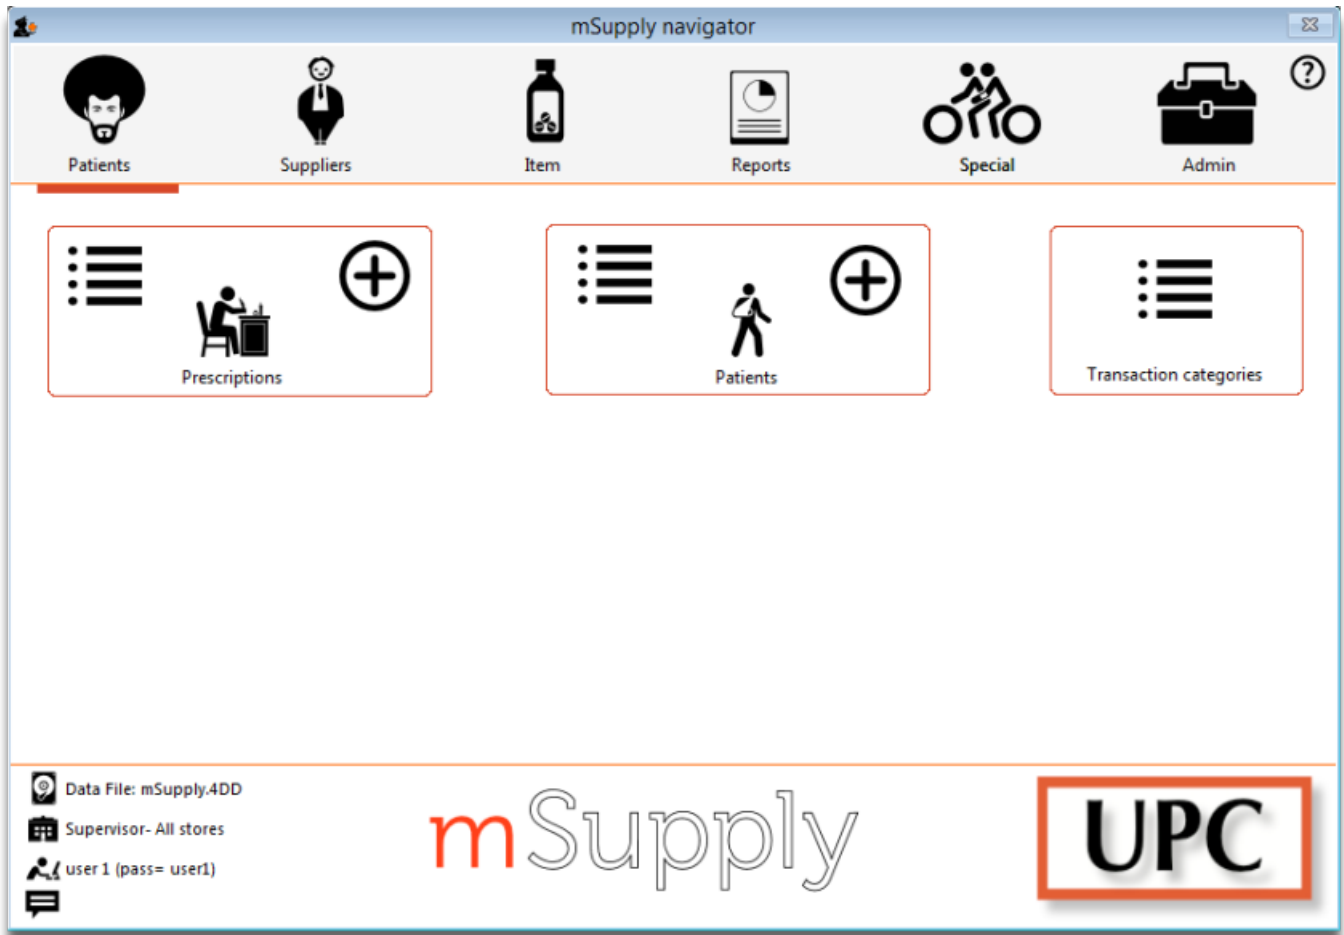 mSupply navigator
?
Patients
Suppliers
Item
Reports
Special
Admin
Prescriptions
Patients
Transaction categories
Data File: mSupply.4DD
Supervisor- All stores
user 1 (pass= user1)
mSupply
UPC